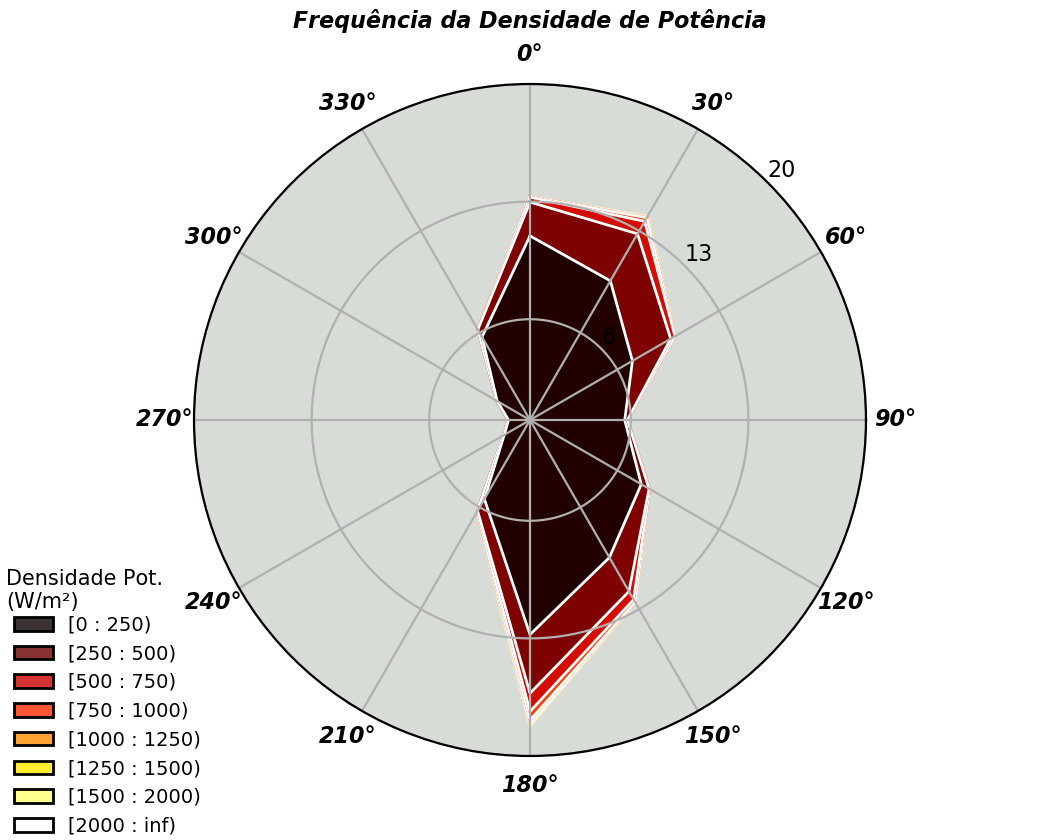 Frequência da Densidade de Potência
0°
330°
30°
20
300°
60°
13
6
270°
90°
240°
120°
210°
150°
180°
Densidade Pot.
(W/m²)
[0 : 250)
[250 : 500)
[500 : 750)
[750 : 1000)
[1000 : 1250)
[1250 : 1500)
[1500 : 2000)
[2000 : inf)